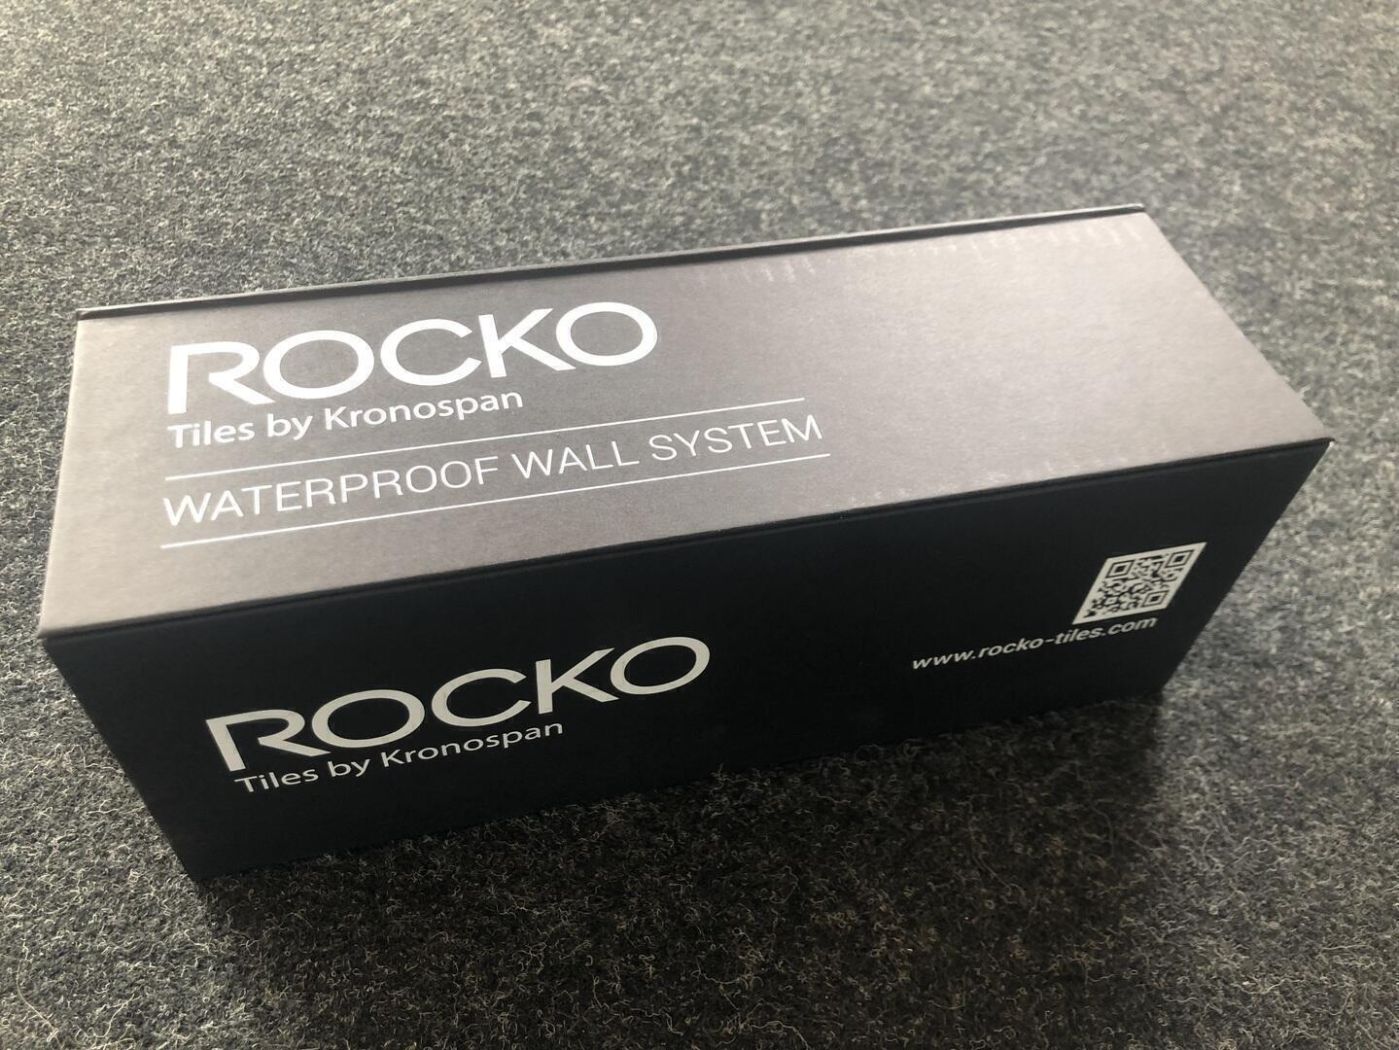 ROCKO
Tiles by Kronospan
WATERPROOF WALL SYSTEM
ROCKO
Tiles by Kronospan
www.rocko-tiles.com